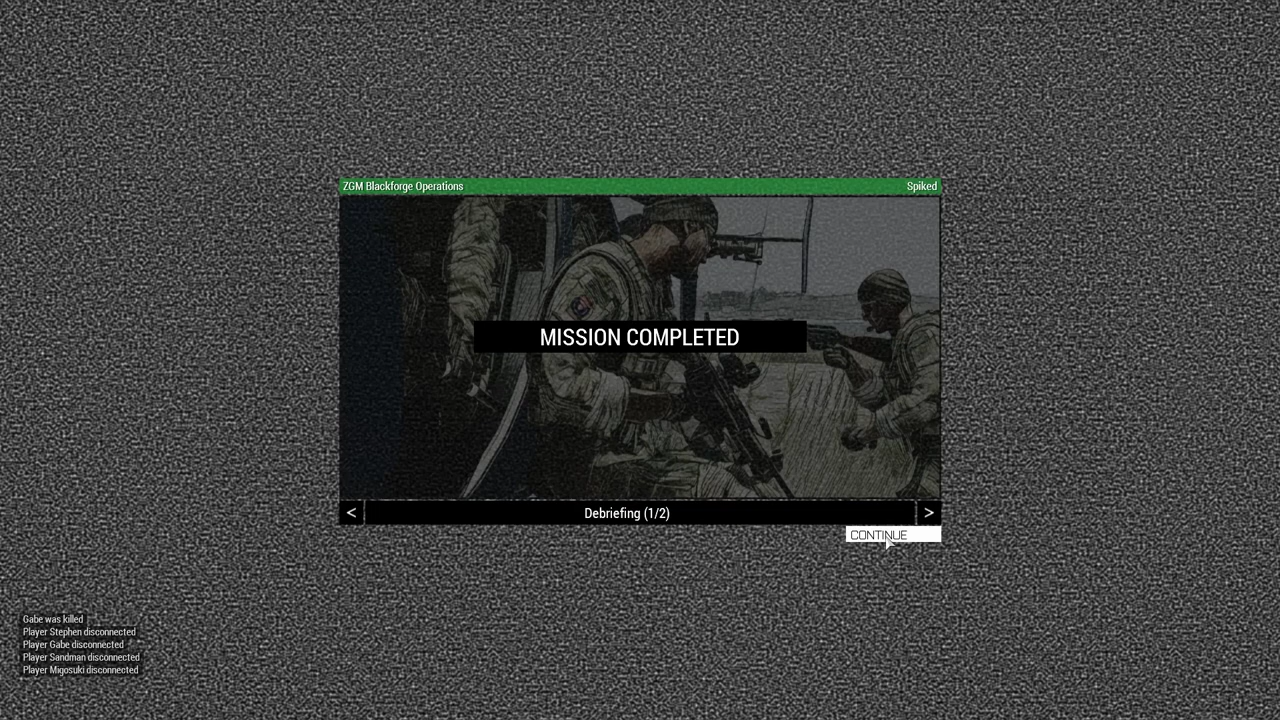 ZGM Blackforge Operations
Spiked
MISSION COMPLETED
< Debriefing (1/2) >
CONTINUE
Gabe was killed
Player Stephen disconnected
Player Gabe disconnected
Player Sandman disconnected
Player Migosuki disconnected